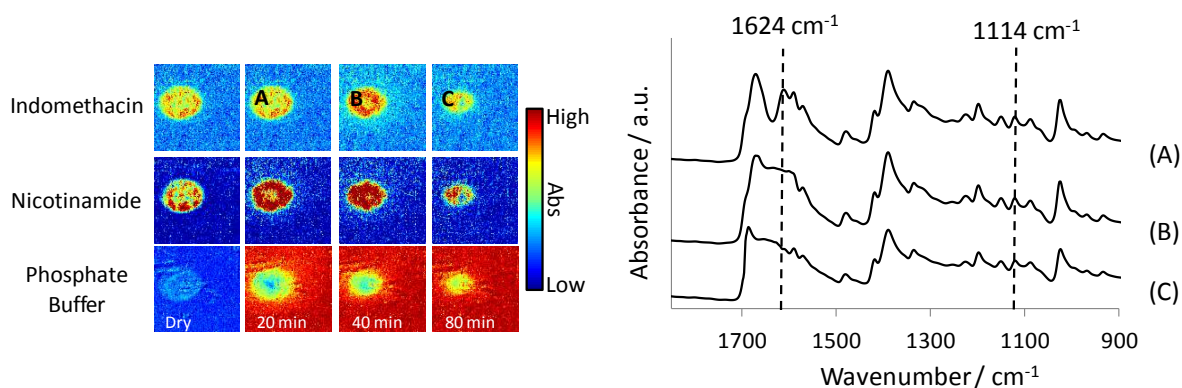 Indomethacin
A
B
C
Nicotinamide
Phosphate
Buffer
Dry
20 min
40 min
80 min
High
Abs
Low
1624 cm⁻¹
1114 cm⁻¹
Absorbance / a.u.
(A)
(B)
(C)
1700
1500
1300
1100
900
Wavenumber / cm⁻¹